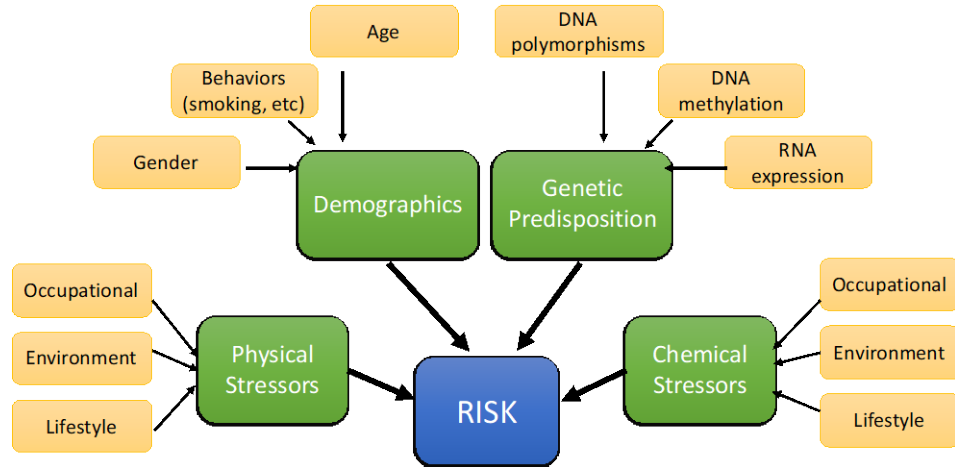 Age
DNA
polymorphisms
Behaviors
(smoking, etc)
DNA
methylation
Gender
RNA
expression
Demographics
Genetic
Predisposition
Occupational
Environment
Lifestyle
Physical
Stressors
RISK
Chemical
Stressors
Occupational
Environment
Lifestyle